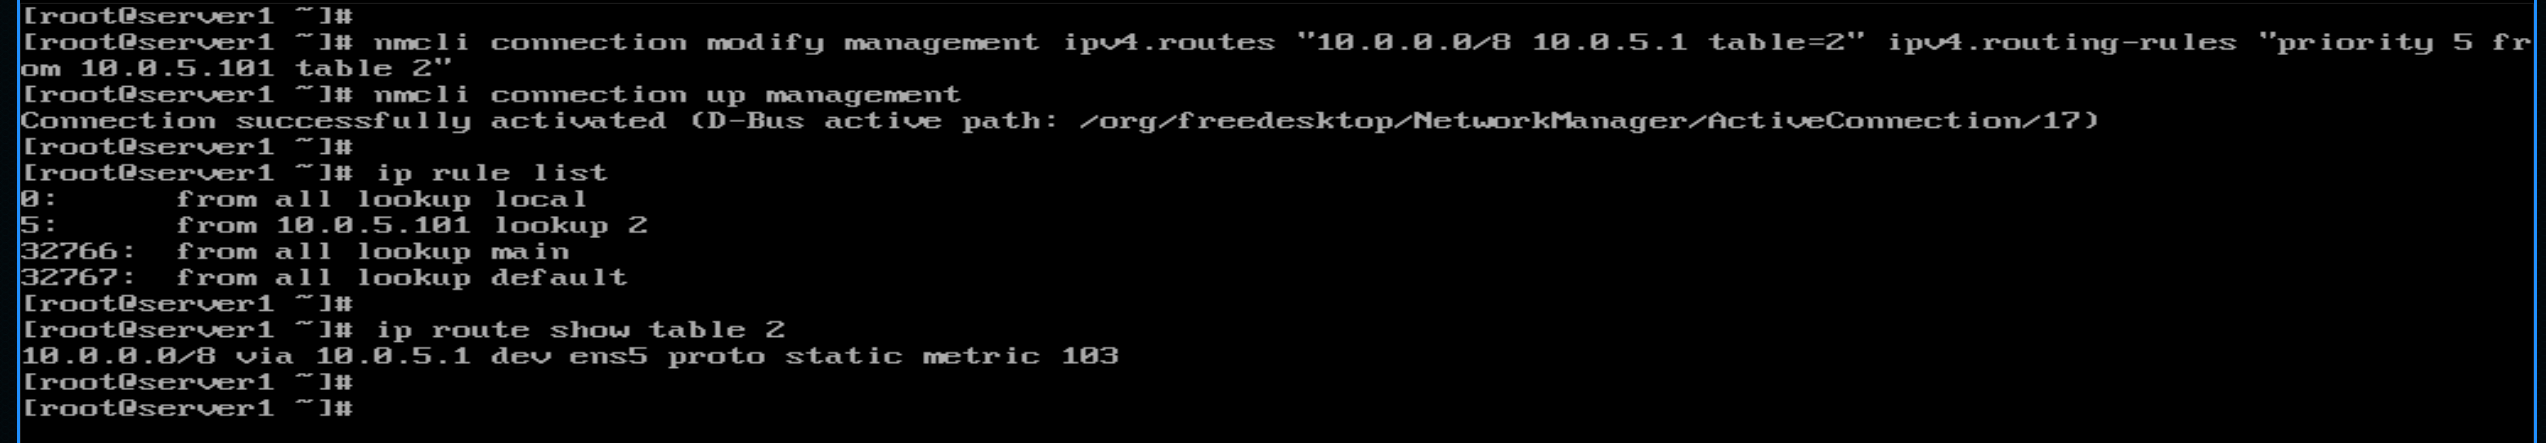 [root@server1 ~]#
[root@server1 ~]# nmcli connection modify management ipv4.routes "10.0.0.0/8 10.0.5.1 table=2" ipv4.routing-rules "priority 5 fr
om 10.0.5.101 table 2"
[root@server1 ~]# nmcli connection up management
Connection successfully activated (D-Bus active path: /org/freedesktop/NetworkManager/ActiveConnection/17)
[root@server1 ~]#
[root@server1 ~]# ip rule list
0:      from all lookup local
5:      from 10.0.5.101 lookup 2
32766:  from all lookup main
32767:  from all lookup default
[root@server1 ~]#
[root@server1 ~]# ip route show table 2
10.0.0.0/8 via 10.0.5.1 dev ens5 proto static metric 103
[root@server1 ~]#
[root@server1 ~]#